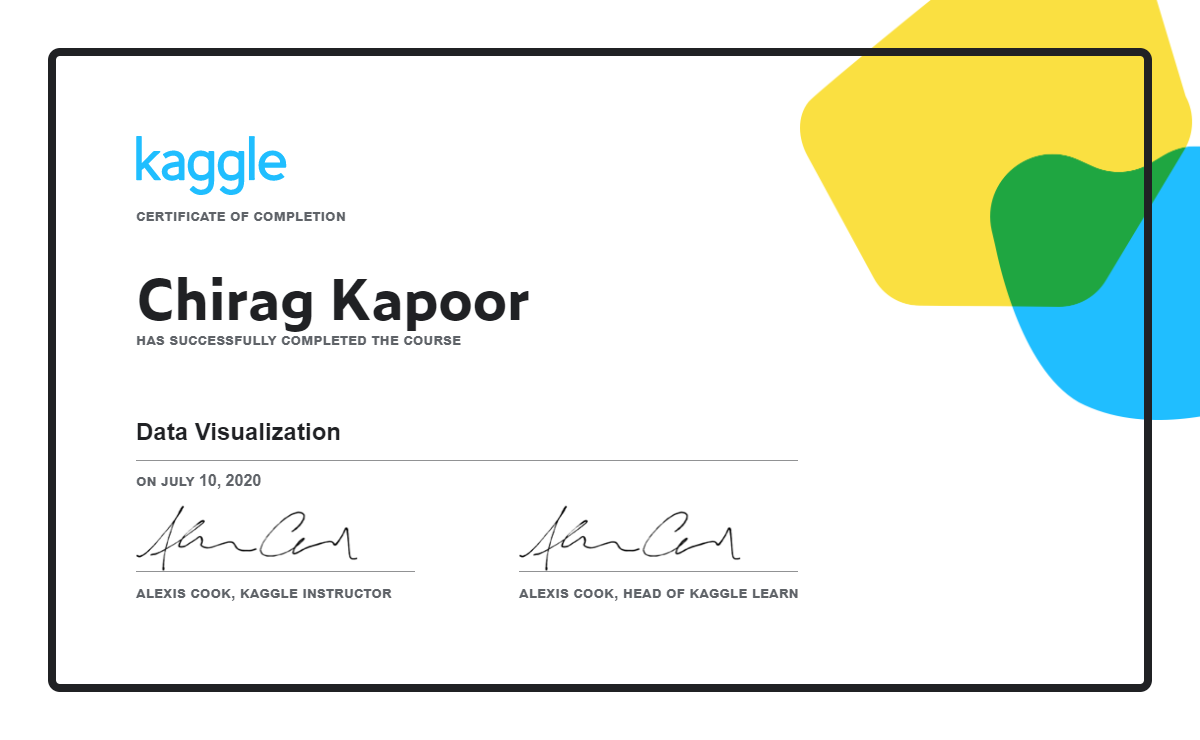 kaggle
CERTIFICATE OF COMPLETION
Chirag Kapoor
HAS SUCCESSFULLY COMPLETED THE COURSE
Data Visualization
ON JULY 10, 2020
ALEXIS COOK, KAGGLE INSTRUCTOR
ALEXIS COOK, HEAD OF KAGGLE LEARN